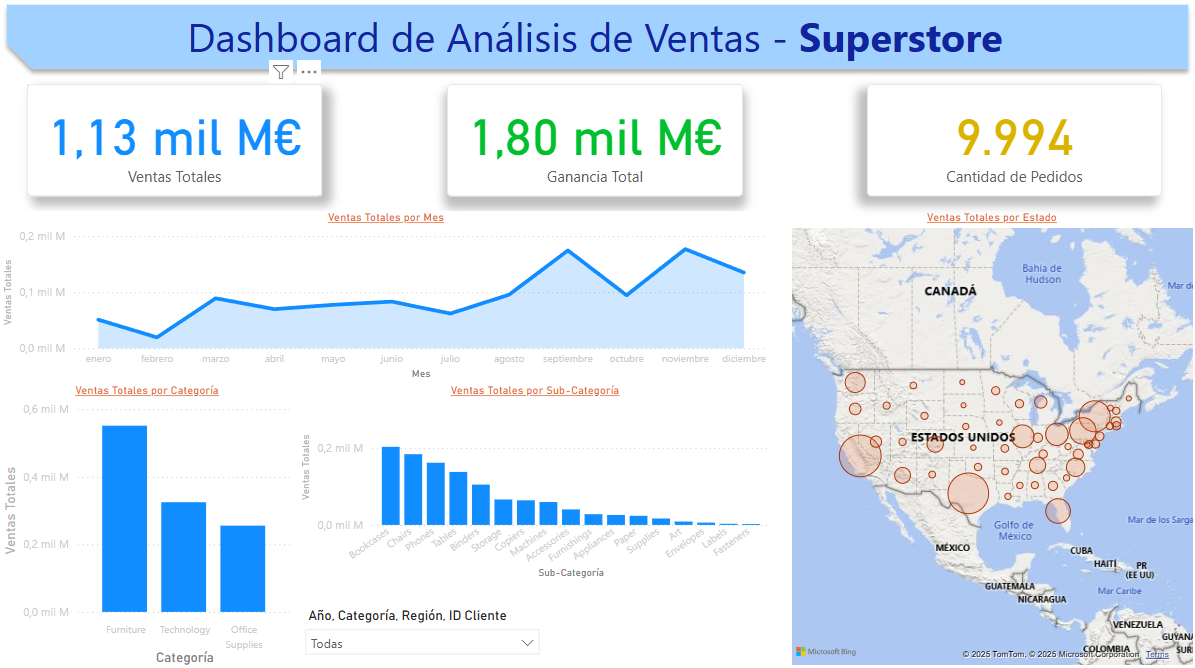 Dashboard de Análisis de Ventas - Superstore
1,13 mil M€
Ventas Totales
1,80 mil M€
Ganancia Total
9.994
Cantidad de Pedidos
Ventas Totales por Mes
Ventas Totales
0,2 mil M
0,1 mil M
0,0 mil M
enero febrero marzo abril mayo junio julio agosto septiembre octubre noviembre diciembre
Mes
Ventas Totales por Categoría
Ventas Totales
0,6 mil M
0,4 mil M
0,2 mil M
0,0 mil M
Furniture Technology Office
Supplies
Categoría
Ventas Totales por Sub-Categoría
Ventas Totales
0,2 mil M
0,0 mil M
Bookcases Chairs Phones Tables Binders Storage Copiers Machines Accessories Furnishings Appliances Paper Supplies Art Envelopes Labels Fasteners
Sub-Categoría
Año, Categoría, Región, ID Cliente
Todas
Ventas Totales por Estado
Bahia de
Hudson
CANADÁ
Mar de
ESTADOS UNIDOS
Golfo de
México
Mar de los Sarga
MÉXICO
CUBA
HAITÍ
PR
(EE UU)
GUATEMALA
Mar Caribe
NICARAGUA
VENEZUELA
GUYAN
COLOMBIA
SUR
Microsoft Bing
© 2025 TomTom, © 2025 Microsoft Corporation Terms